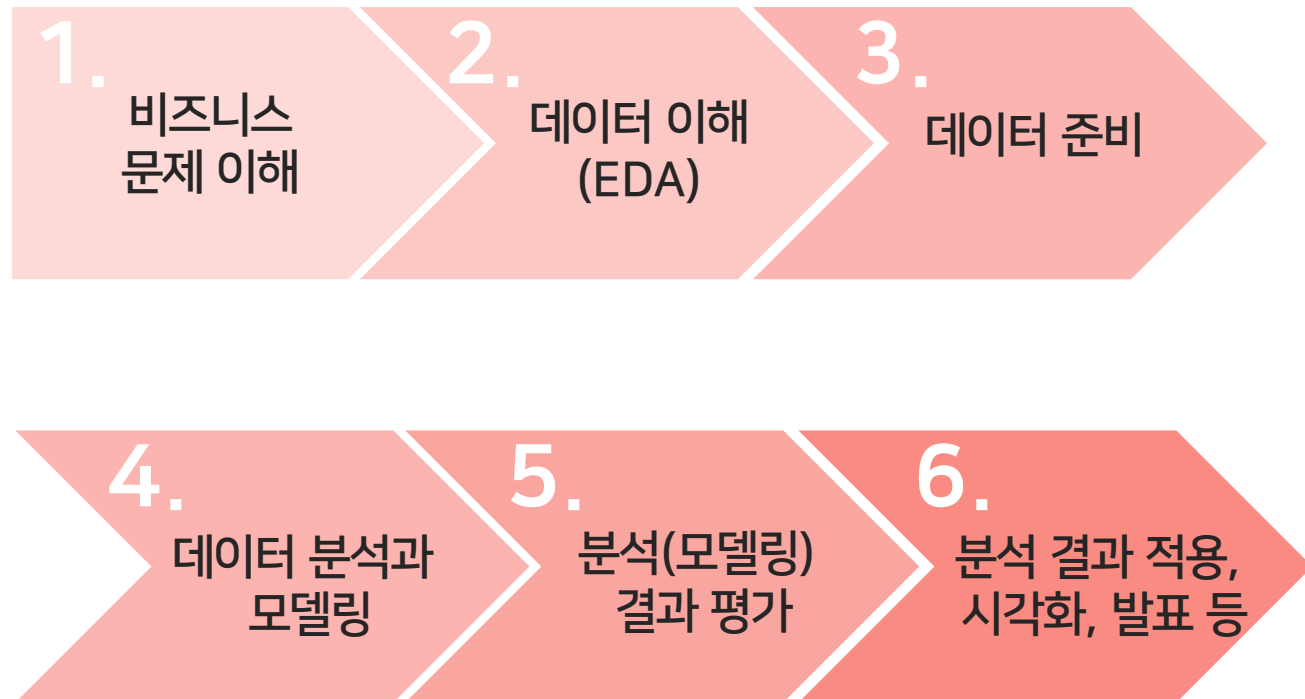 1.
비즈니스
문제 이해
2.
데이터 이해
(EDA)
3.
데이터 준비
4.
데이터 분석과
모델링
5.
분석(모델링)
결과 평가
6.
분석 결과 적용,
시각화, 발표 등